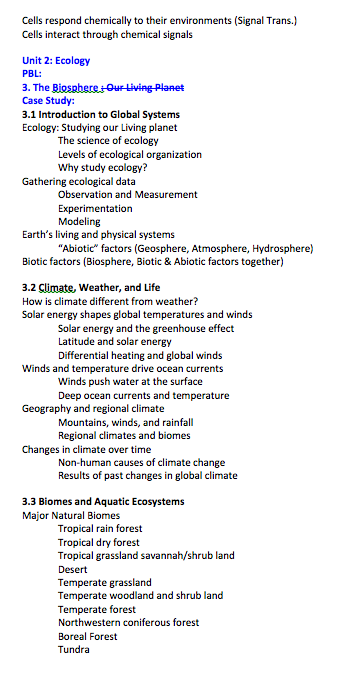 Cells respond chemically to their environments (Signal Trans.)
Cells interact through chemical signals
Unit 2: Ecology
PBL:
3. The Biosphere : Our Living Planet
Case Study:
3.1 Introduction to Global Systems
Ecology: Studying our Living planet
The science of ecology
Levels of ecological organization
Why study ecology?
Gathering ecological data
Observation and Measurement
Experimentation
Modeling
Earth's living and physical systems
"Abiotic" factors (Geosphere, Atmosphere, Hydrosphere)
Biotic factors (Biosphere, Biotic & Abiotic factors together)
3.2 Climate, Weather, and Life
How is climate different from weather?
Solar energy shapes global temperatures and winds
Solar energy and the greenhouse effect
Latitude and solar energy
Differential heating and global winds
Winds and temperature drive ocean currents
Winds push water at the surface
Deep ocean currents and temperature
Geography and regional climate
Mountains, winds, and rainfall
Regional climates and biomes
Changes in climate over time
Non-human causes of climate change
Results of past changes in global climate
3.3 Biomes and Aquatic Ecosystems
Major Natural Biomes
Tropical rain forest
Tropical dry forest
Tropical grassland savannah/shrub land
Desert
Temperate grassland
Temperate woodland and shrub land
Temperate forest
Northwestern coniferous forest
Boreal Forest
Tundra